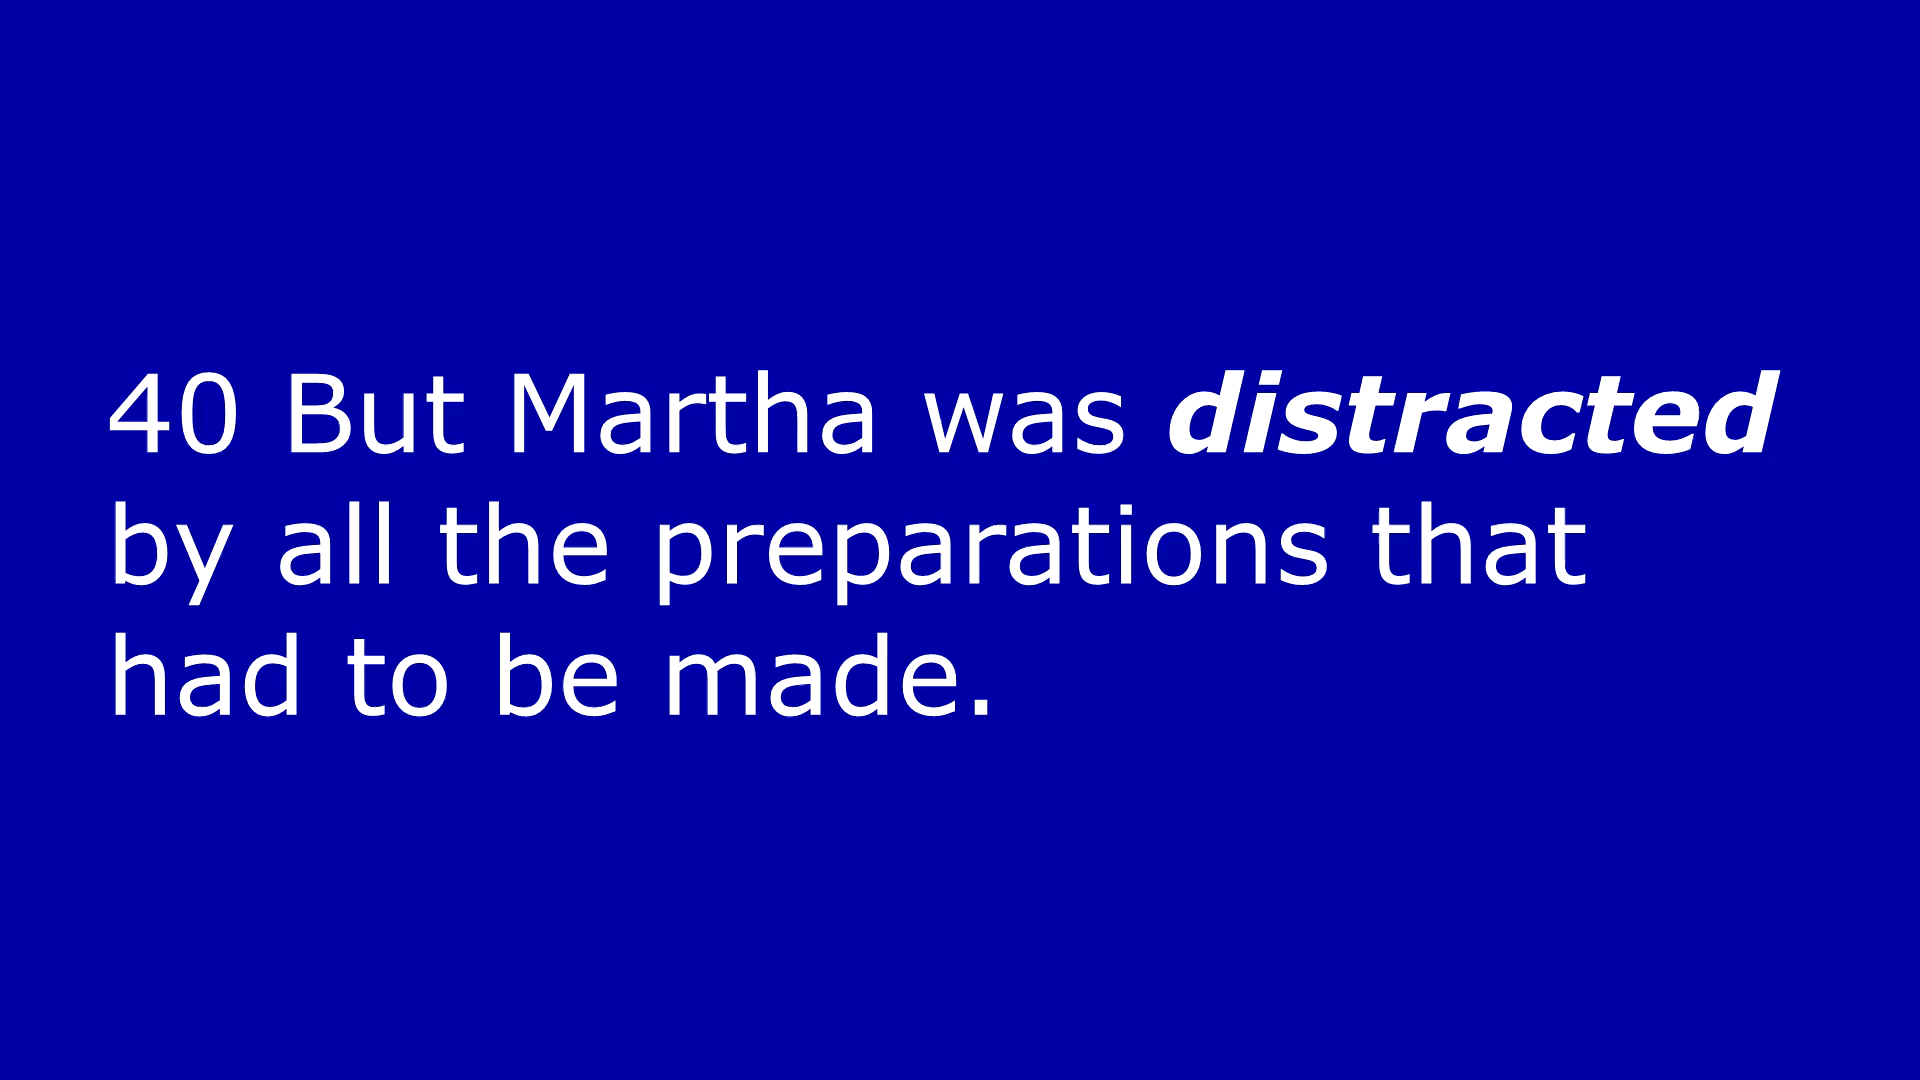 40 But Martha was distracted
by all the preparations that
had to be made.